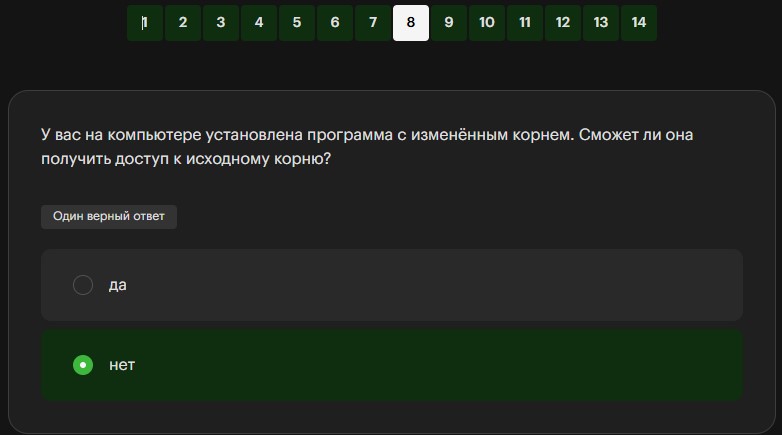 1 2 3 4 5 6 7 8 9 10 11 12 13 14
У вас на компьютере установлена программа с изменённым корнем. Сможет ли она
получить доступ к исходному корню?
Один верный ответ
да
нет